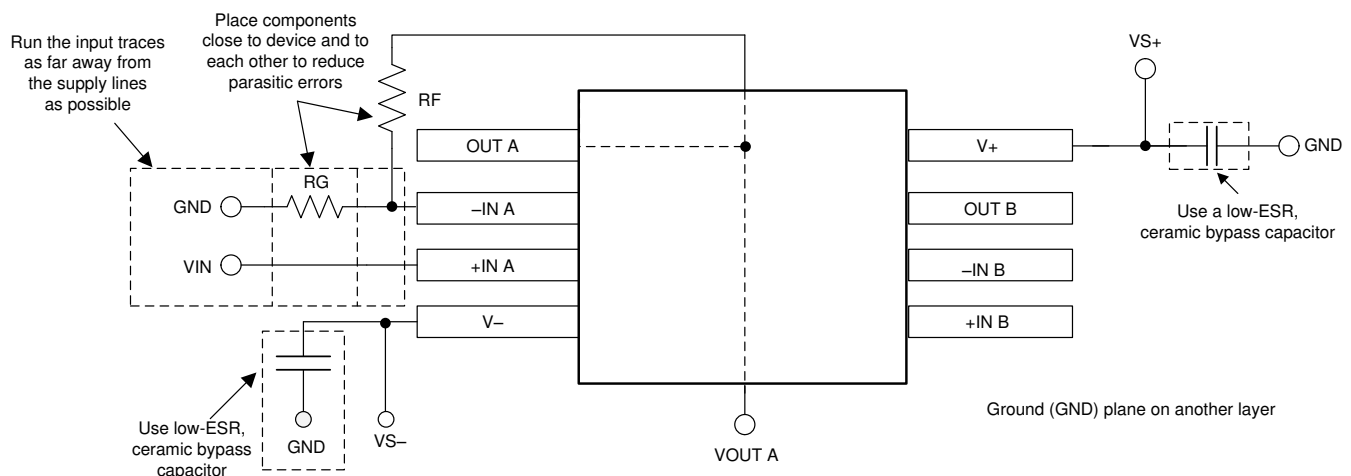 Run the input traces
as far away from
the supply lines
as possible
Place components
close to device and to
each other to reduce
parasitic errors
RF
VS+
OUT A
V+
GND
RG
GND
–IN A
OUT B
Use a low-ESR,
ceramic bypass capacitor
VIN
+IN A
–IN B
V–
+IN B
Use low-ESR,
ceramic bypass
capacitor
GND
VS–
VOUT A
Ground (GND) plane on another layer